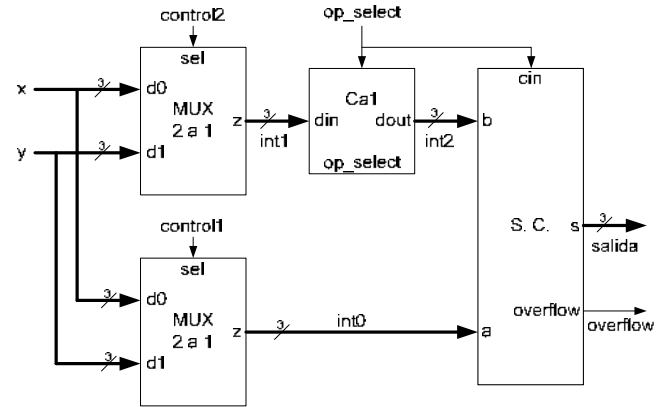 control2
op_select
sel
x
3
d0
MUX
2 a 1
z
3
int1
y
3
d1
Ca1
din
dout
op_select
3
int2
cin
b
S. C.
s
3
salida
overflow
overflow
a
control1
sel
3
d0
MUX
2 a 1
z
3
int0
3
d1